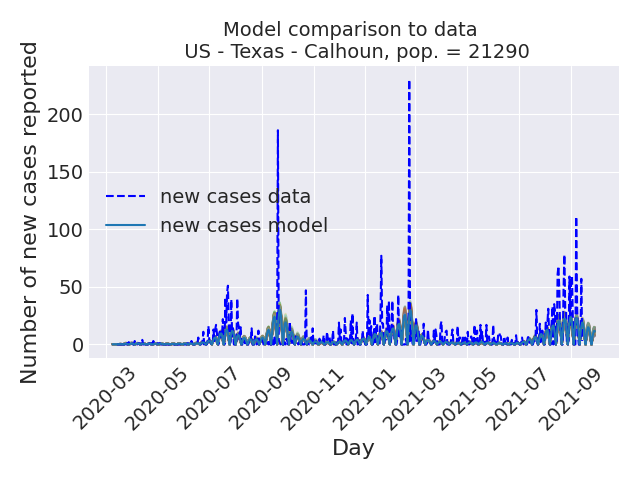 Model comparison to data
US - Texas - Calhoun, pop. = 21290
Number of new cases reported
200
150
100
50
0
new cases data
new cases model
2020-03
2020-05
2020-07
2020-09
2020-11
2021-01
2021-03
2021-05
2021-07
2021-09
Day